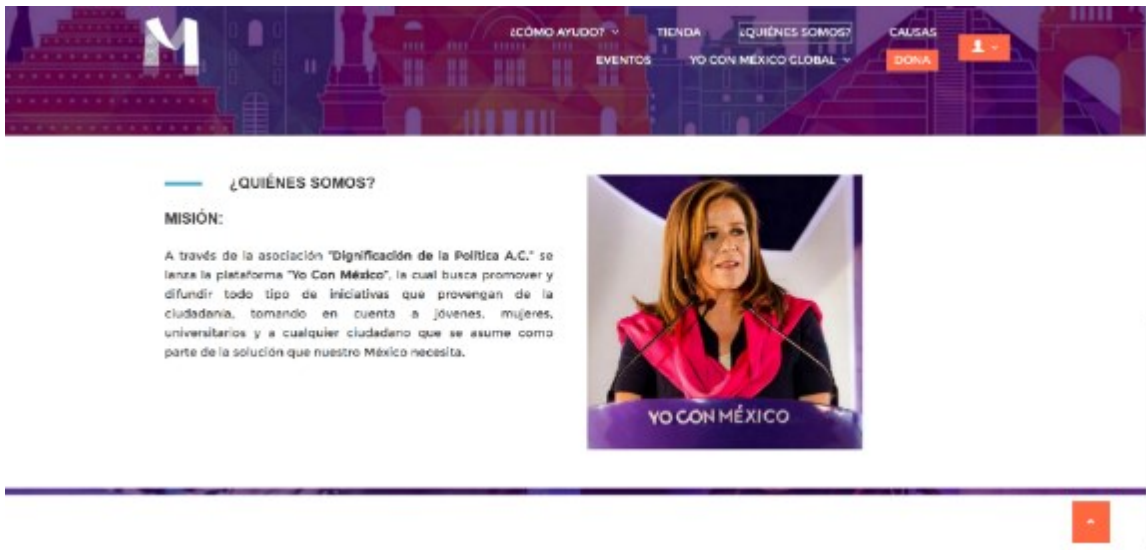 M
¿CÓMO AYUDO?
TIENDA
¿QUIÉNES SOMOS?
CAUSAS
EVENTOS
YO CON MÉXICO GLOBAL
DONA
¿QUIÉNES SOMOS?
MISIÓN:
A través de la asociación "Dignificación de la Política A.C." se
lanza la plataforma "Yo Con México", la cual busca promover y
difundir todo tipo de iniciativas que provengan de la
ciudadanía, tomando en cuenta a jóvenes, mujeres,
universitarios y a cualquier ciudadano que se asume como
parte de la solución que nuestro México necesita.
YO CON MÉXICO